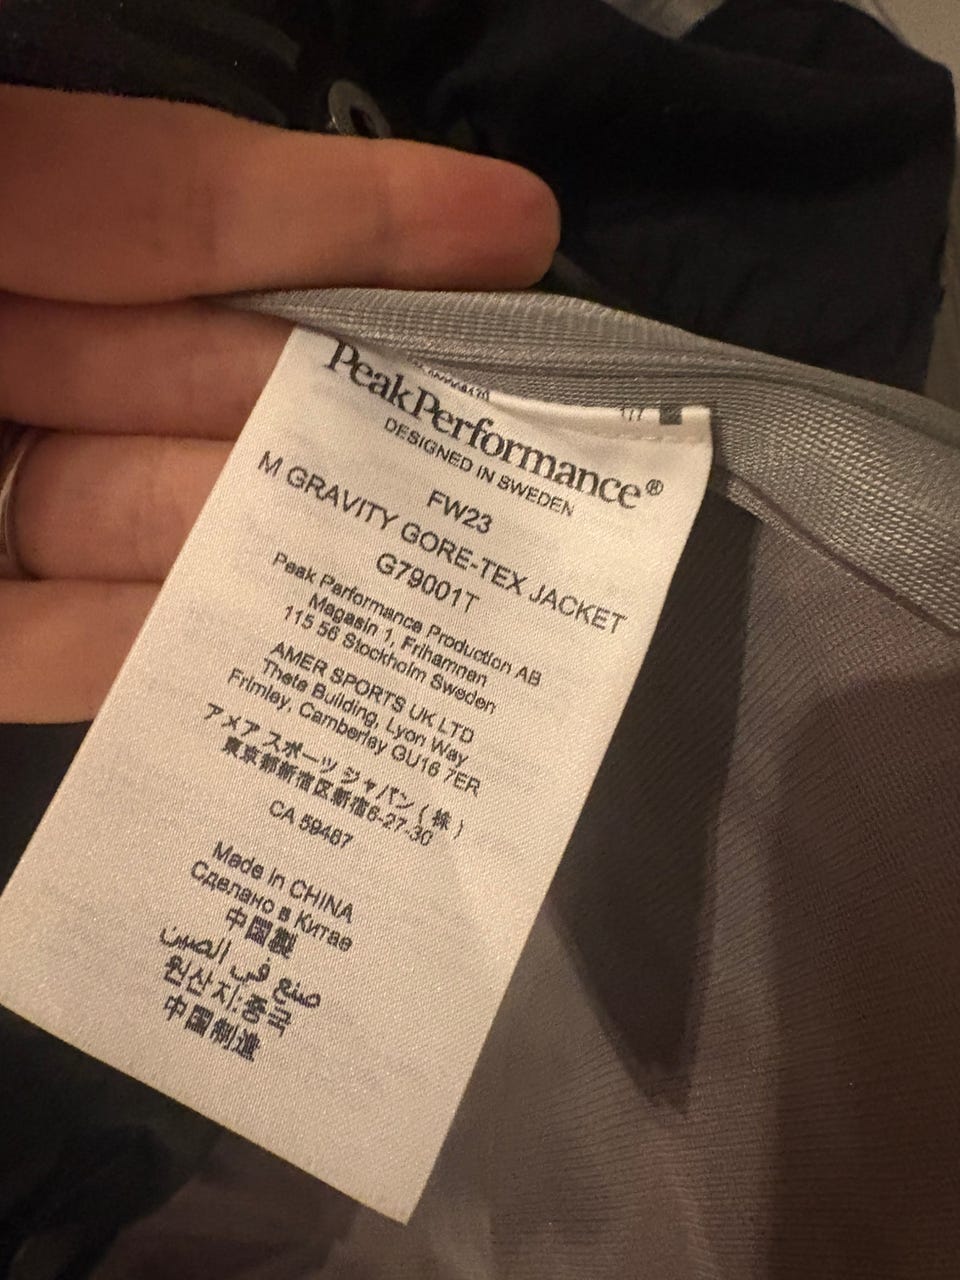 PeakPerformance®
DESIGNED IN SWEDEN
FW23
M GRAVITY GORE-TEX JACKET
G79001T
Peak Performance Production AB
Magasin 1, Frihamnen
115 56 Stockholm Sweden
AMER SPORTS UK LTD
Theta Building, Lyon Way
Frimley, Camberley GU16 7ER
アメア スポーツ ジャパン（株）
東京都新宿区新宿6-27-30
CA 59487
Made in CHINA
Сделано в Китае
中国製
صنع في الصين
원산지:중국
中国制造